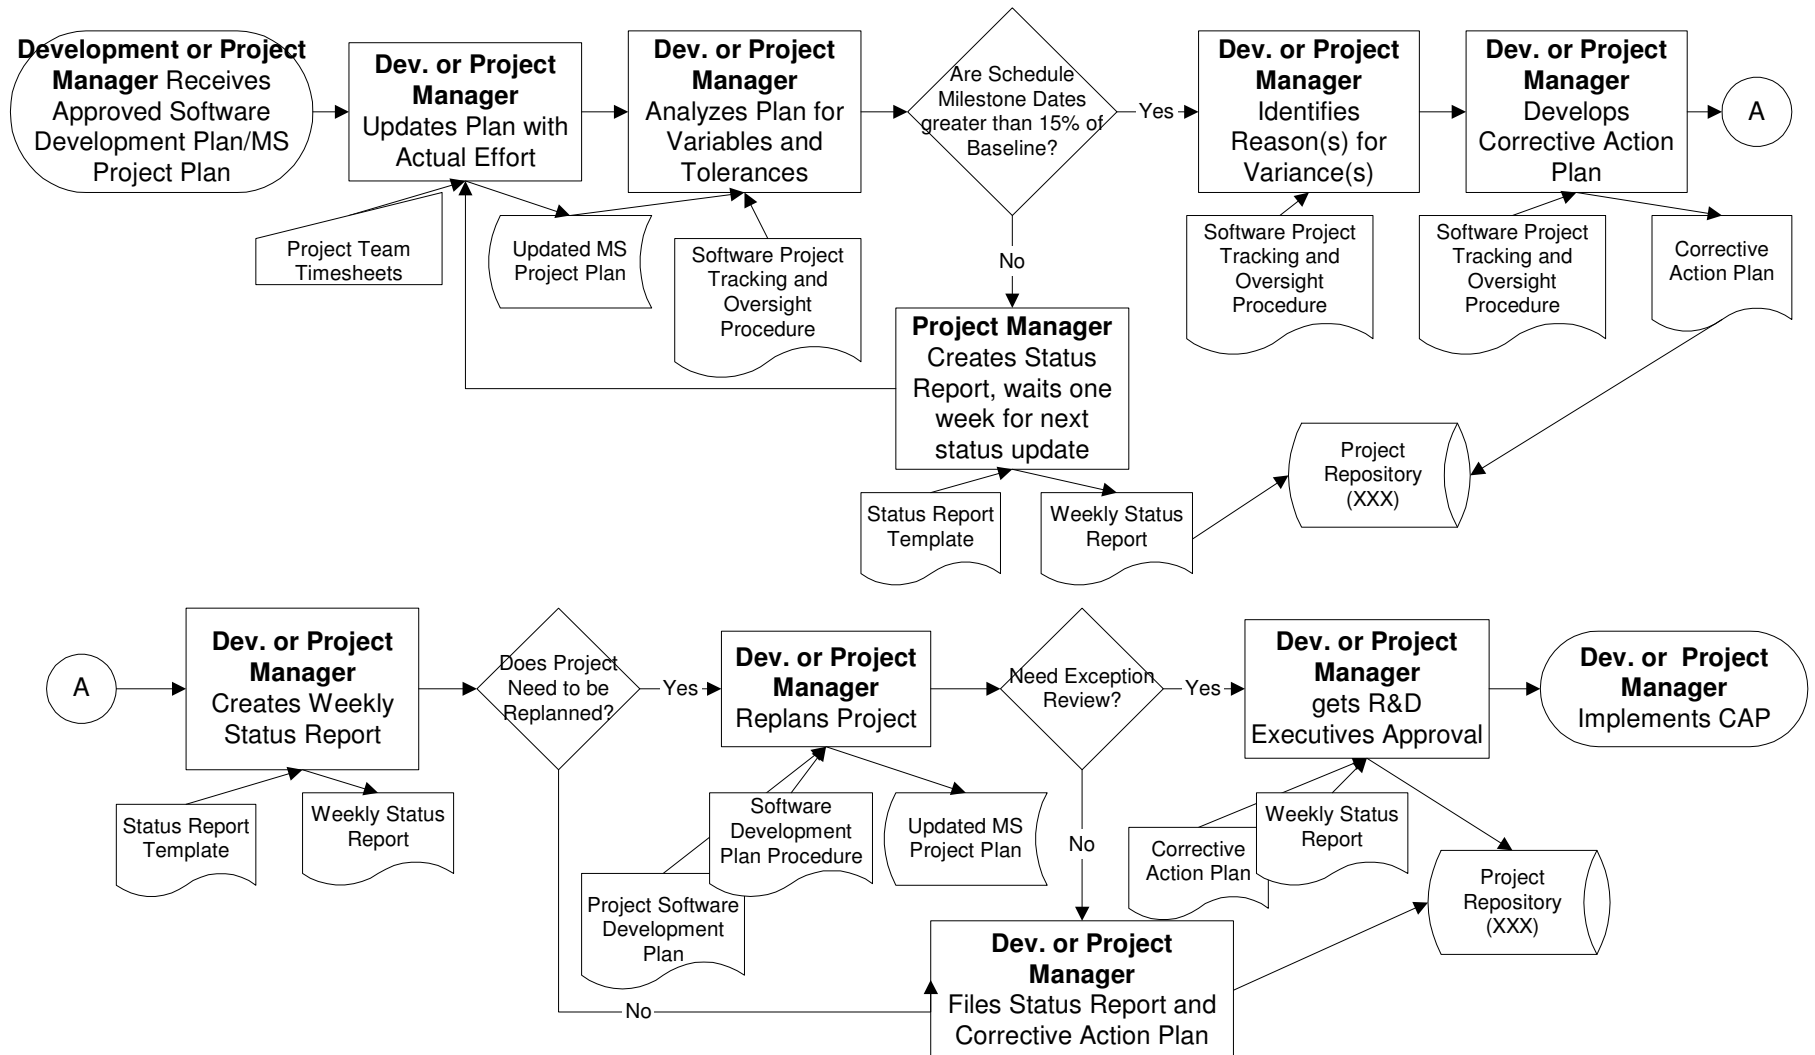 Development or Project
Manager Receives
Approved Software
Development Plan/MS
Project Plan
Dev. or Project
Manager
Updates Plan with
Actual Effort
Dev. or Project
Manager
Analyzes Plan for
Variables and
Tolerances
Are Schedule
Milestone Dates
greater than 15% of
Baseline?
Yes
Dev. or Project
Manager
Identifies
Reason(s) for
Variance(s)
Dev. or Project
Manager
Develops
Corrective Action
Plan
A
Project Team
Timesheets
Updated MS
Project Plan
Software Project
Tracking and
Oversight
Procedure
No
Software Project
Tracking and
Oversight
Procedure
Software Project
Tracking and
Oversight
Procedure
Corrective
Action Plan
Project Manager
Creates Status
Report, waits one
week for next
status update
Status Report
Template
Weekly Status
Report
Project
Repository
(XXX)
A
Dev. or Project
Manager
Creates Weekly
Status Report
Does Project
Need to be
Replanned?
Yes
Dev. or Project
Manager
Replans Project
Need Exception
Review?
Yes
Dev. or Project
Manager
gets R&D
Executives Approval
Dev. or  Project
Manager
Implements CAP
Status Report
Template
Weekly Status
Report
Software
Development
Plan Procedure
Updated MS
Project Plan
Project Software
Development
Plan
No
Corrective
Action Plan
Weekly Status
Report
Project
Repository
(XXX)
No
Dev. or Project
Manager
Files Status Report and
Corrective Action Plan